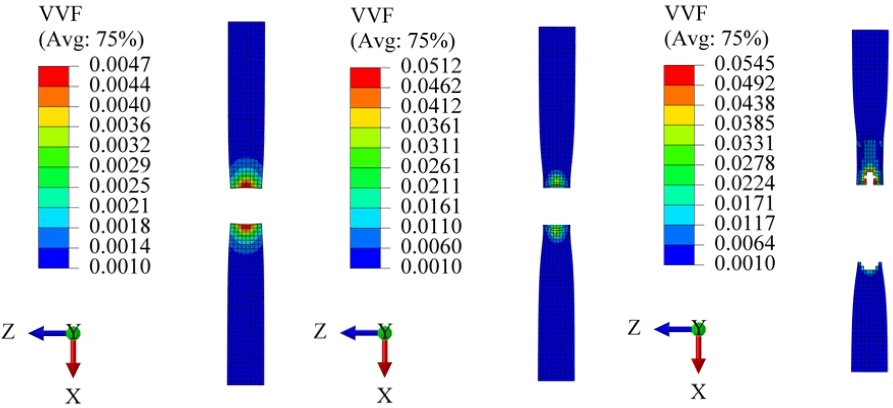 VVF
(Avg: 75%)
0.0047
0.0044
0.0040
0.0036
0.0032
0.0029
0.0025
0.0021
0.0018
0.0014
0.0010
Z
Y
X
VVF
(Avg: 75%)
0.0512
0.0462
0.0412
0.0361
0.0311
0.0261
0.0211
0.0161
0.0110
0.0060
0.0010
Z
Y
X
VVF
(Avg: 75%)
0.0545
0.0492
0.0438
0.0385
0.0331
0.0278
0.0224
0.0171
0.0117
0.0064
0.0010
Z
Y
X